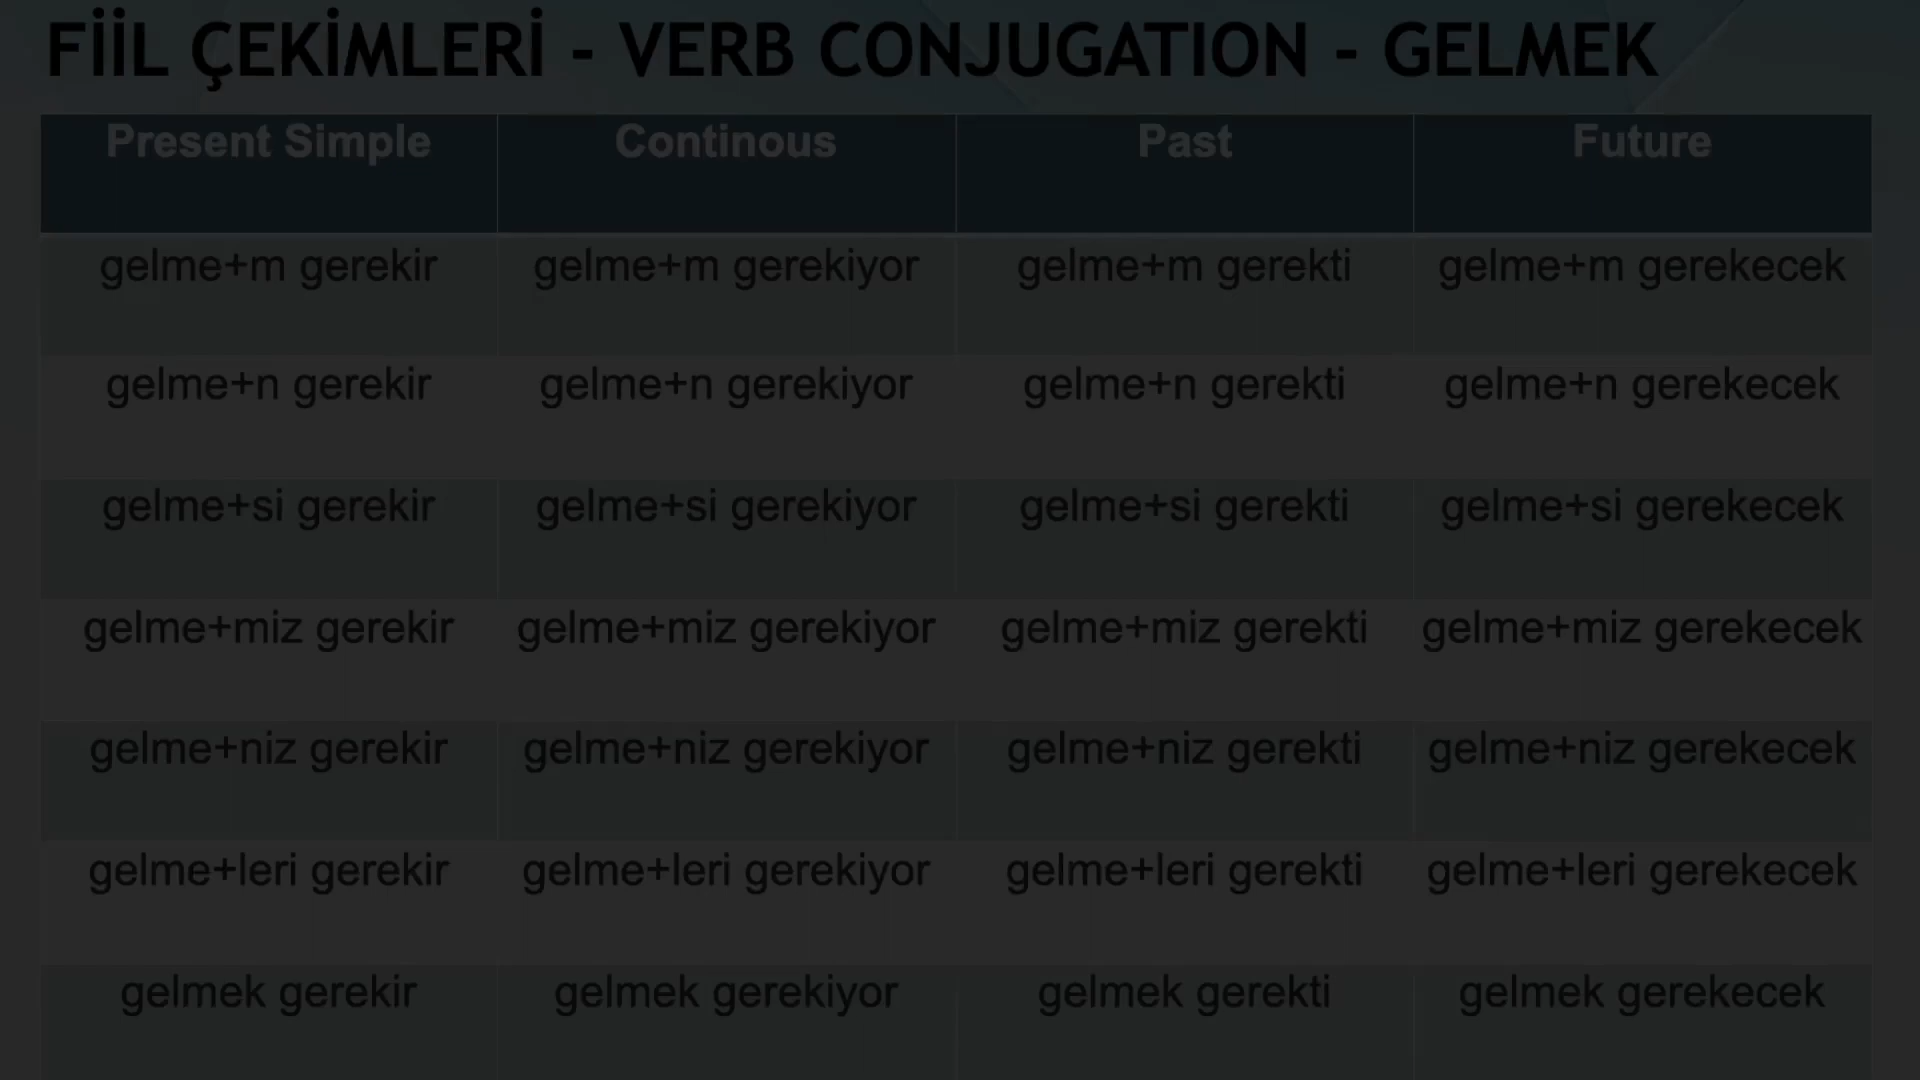 FİİL ÇEKİMLERİ - VERB CONJUGATION - GELMEK
Present Simple Continous Past Future
gelme+m gerekir gelme+m gerekiyor gelme+m gerekti gelme+m gerekecek
gelme+n gerekir gelme+n gerekiyor gelme+n gerekti gelme+n gerekecek
gelme+si gerekir gelme+si gerekiyor gelme+si gerekti gelme+si gerekecek
gelme+miz gerekir gelme+miz gerekiyor gelme+miz gerekti gelme+miz gerekecek
gelme+niz gerekir gelme+niz gerekiyor gelme+niz gerekti gelme+niz gerekecek
gelme+leri gerekir gelme+leri gerekiyor gelme+leri gerekti gelme+leri gerekecek
gelmek gerekir gelmek gerekiyor gelmek gerekti gelmek gerekecek